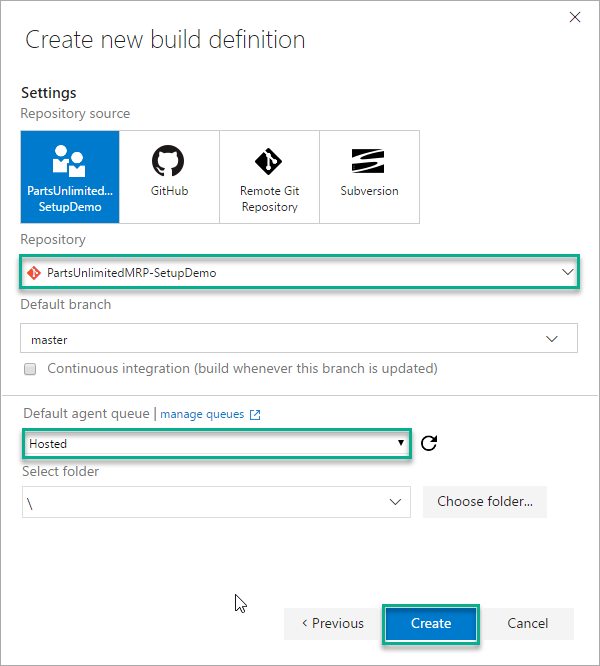 Create new build definition
Settings
Repository source
PartsUnlimited...
SetupDemo
GitHub
Remote Git
Repository
Subversion
Repository
PartsUnlimitedMRP-SetupDemo
Default branch
master
Continuous integration (build whenever this branch is updated)
Default agent queue | manage queues
Hosted
Select folder
\
Choose folder...
< Previous
Create
Cancel